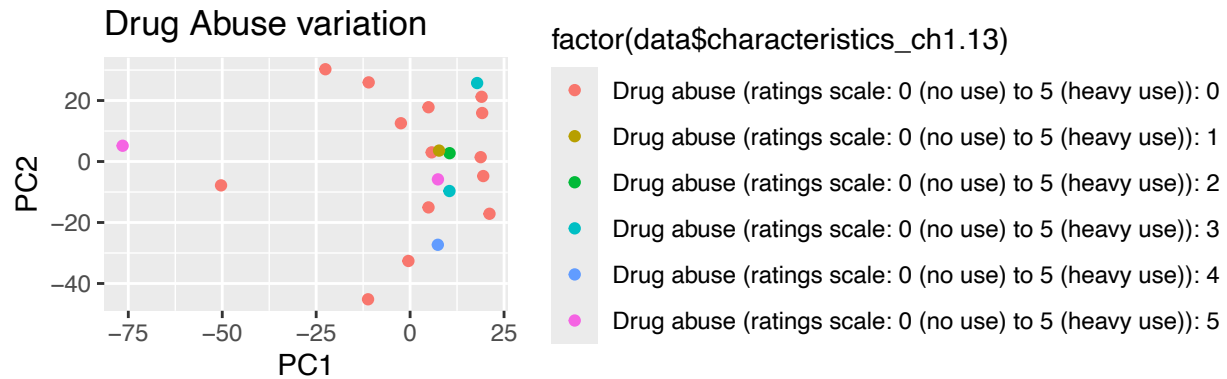 Drug Abuse variation
20
0
−20
−40
PC2
−75
−50
−25
0
25
PC1
factor(data$characteristics_ch1.13)
Drug abuse (ratings scale: 0 (no use) to 5 (heavy use)): 0
Drug abuse (ratings scale: 0 (no use) to 5 (heavy use)): 1
Drug abuse (ratings scale: 0 (no use) to 5 (heavy use)): 2
Drug abuse (ratings scale: 0 (no use) to 5 (heavy use)): 3
Drug abuse (ratings scale: 0 (no use) to 5 (heavy use)): 4
Drug abuse (ratings scale: 0 (no use) to 5 (heavy use)): 5